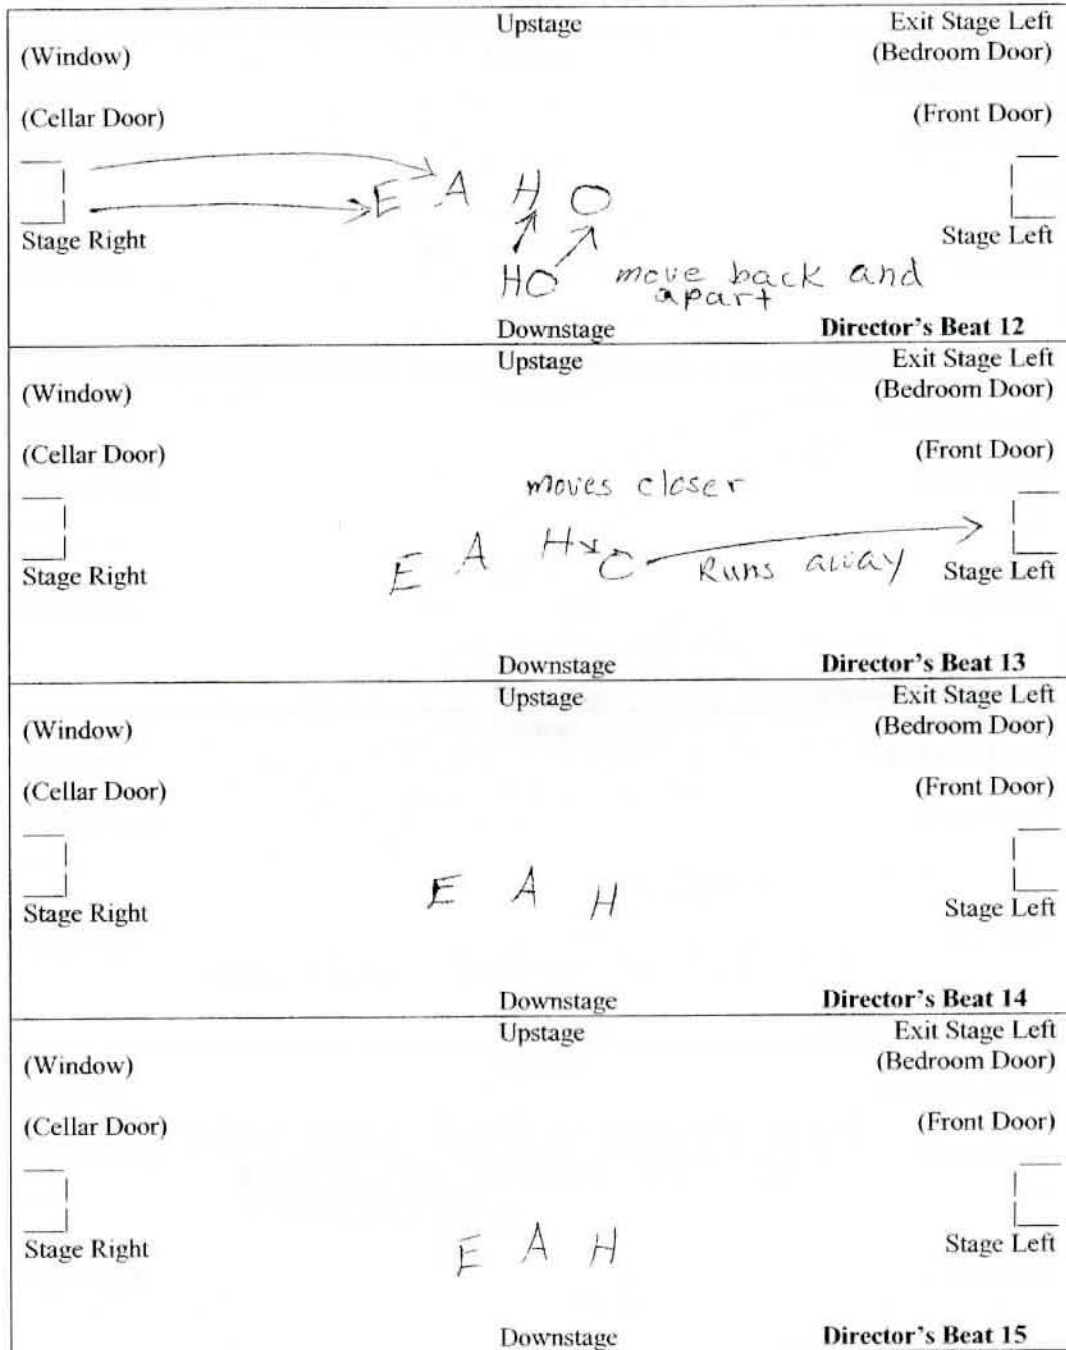 Upstage Exit Stage Left
(Window) (Bedroom Door)
(Cellar Door) (Front Door)
E A H O
Stage Right Stage Left
HO move back and
apart
Downstage Director's Beat 12
Upstage Exit Stage Left
(Window) (Bedroom Door)
(Cellar Door) (Front Door)
moves closer
E A H O
Stage Right Runs away Stage Left
Downstage Director's Beat 13
Upstage Exit Stage Left
(Window) (Bedroom Door)
(Cellar Door) (Front Door)
E A H
Stage Right Stage Left
Downstage Director's Beat 14
Upstage Exit Stage Left
(Window) (Bedroom Door)
(Cellar Door) (Front Door)
Stage Right E A H Stage Left
Downstage Director's Beat 15